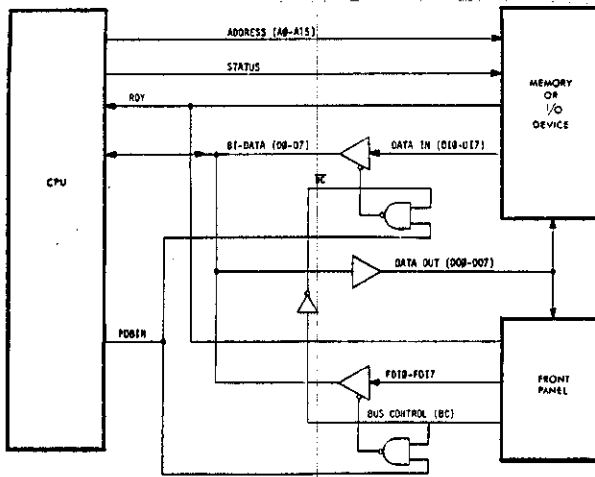 ADDRESS (A0-A15)
STATUS
RDY
MEMORY
OR
I/O
DEVICE
BI-DATA (D0-D7)
DATA IN (DI0-DI7)
CPU
BC
DATA OUT (DO0-DO7)
PDBIN
FDI0-FDI7
FRONT
PANEL
BUS CONTROL (BC)